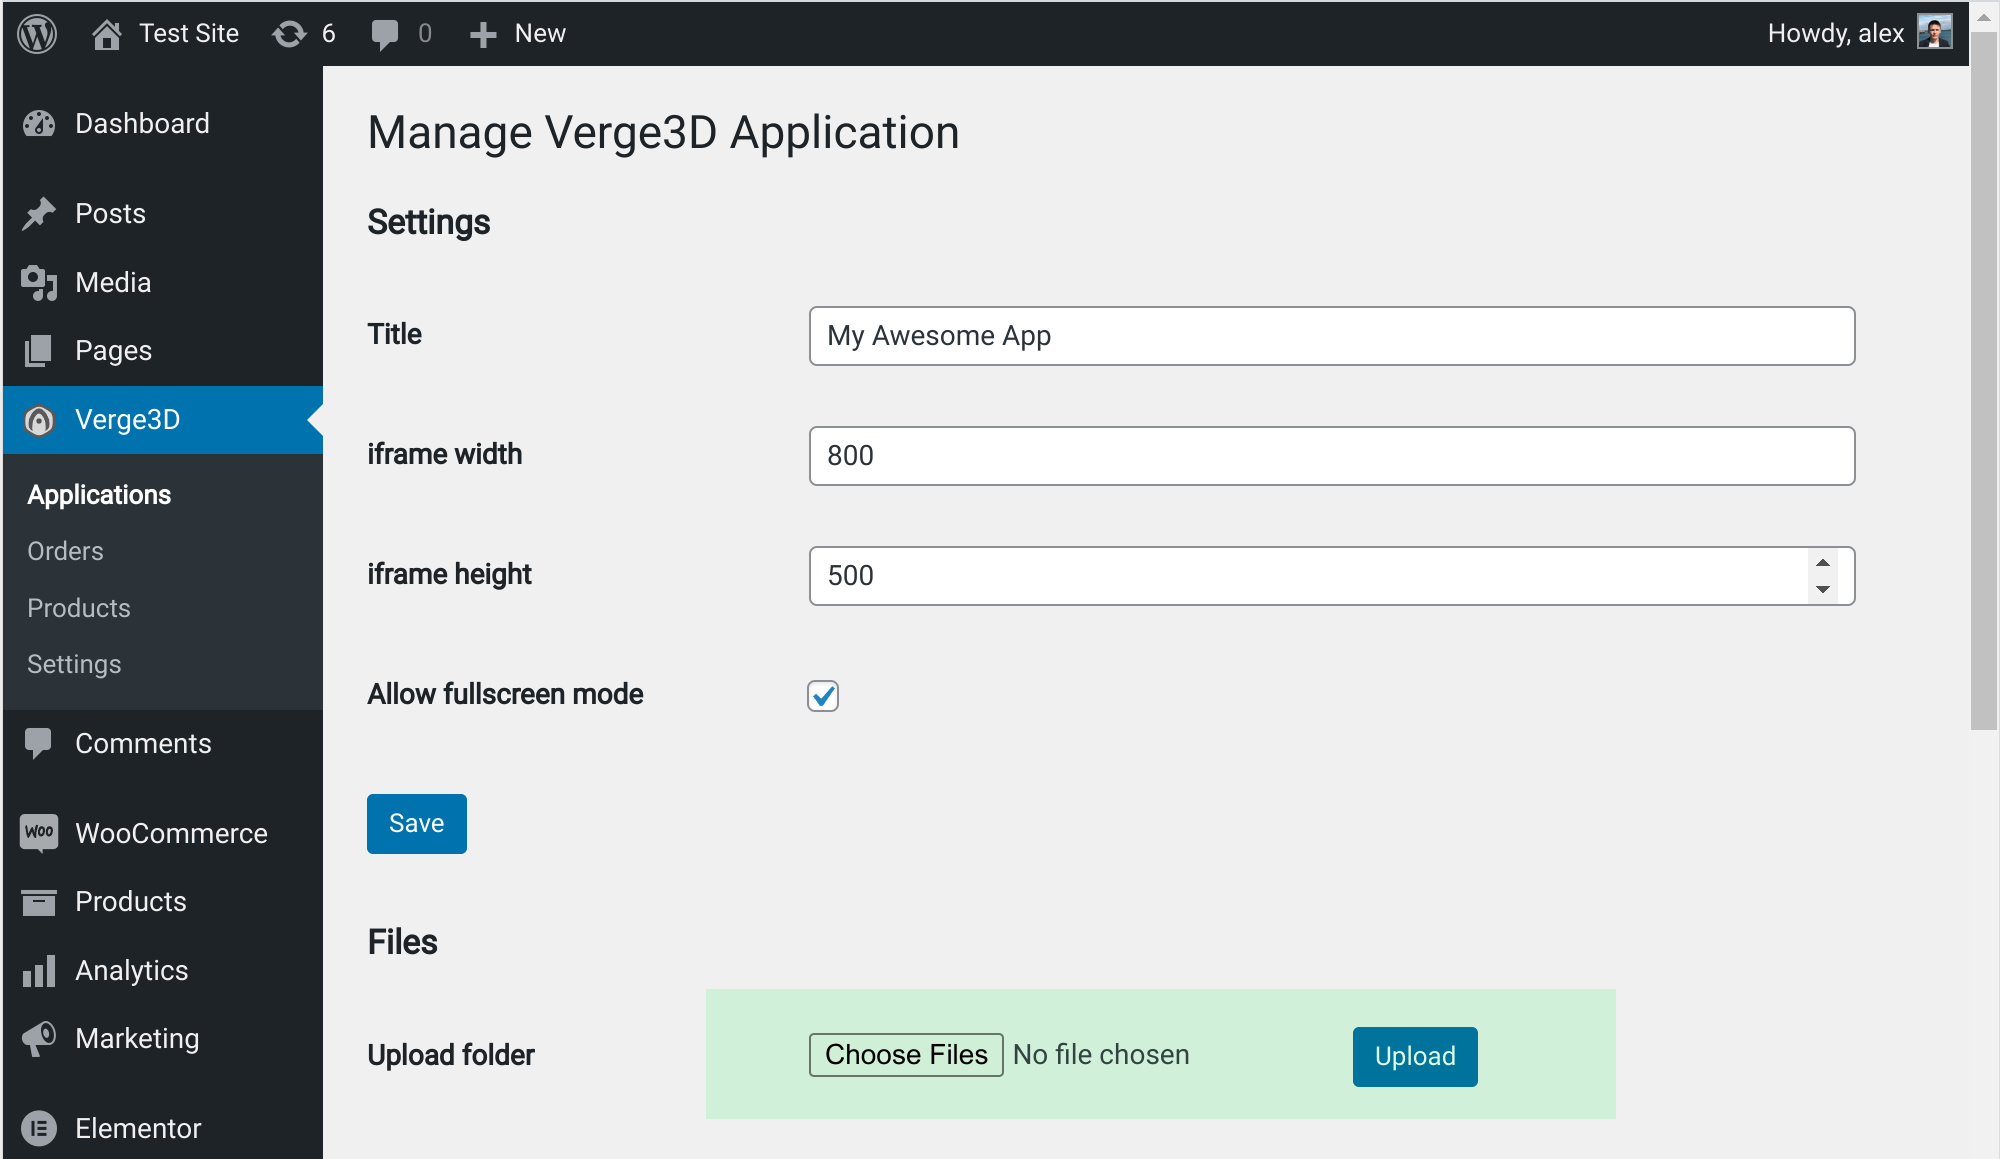 Test Site 6 0 New Howdy, alex
Dashboard
Posts
Media
Pages
Verge3D
Applications
Orders
Products
Settings
Comments
Woo WooCommerce
Products
Analytics
Marketing
Elementor
Manage Verge3D Application
Settings
Title My Awesome App
iframe width 800
iframe height 500
Allow fullscreen mode
Save
Files
Upload folder Choose Files No file chosen Upload